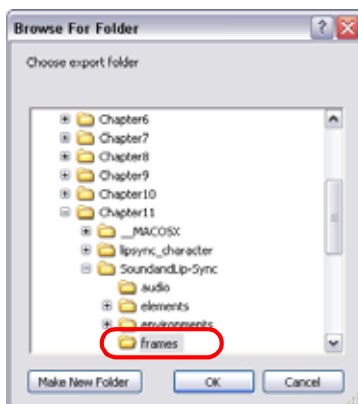 Browse For Folder
Choose export folder
Chapter6
Chapter7
Chapter8
Chapter9
Chapter10
Chapter11
__MACOSX
lipsync_character
SoundandLip-Sync
audio
elements
environments
frames
Make New Folder OK Cancel